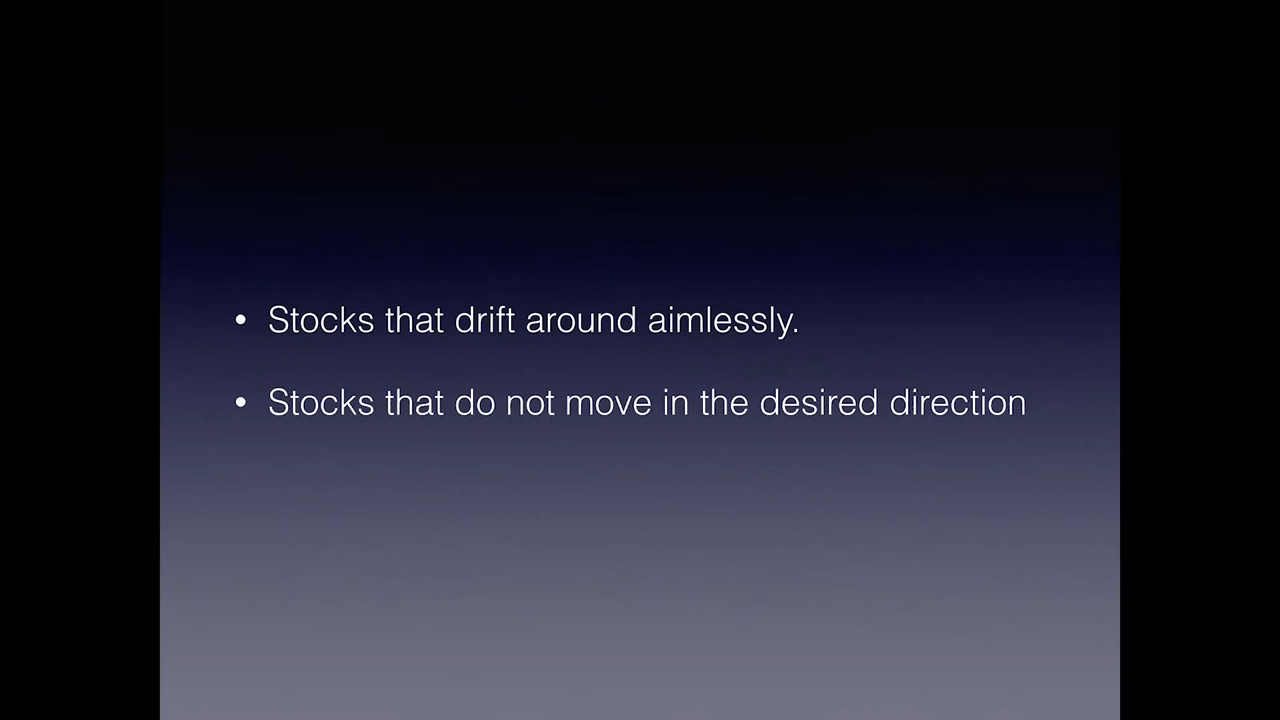 • Stocks that drift around aimlessly.
• Stocks that do not move in the desired direction